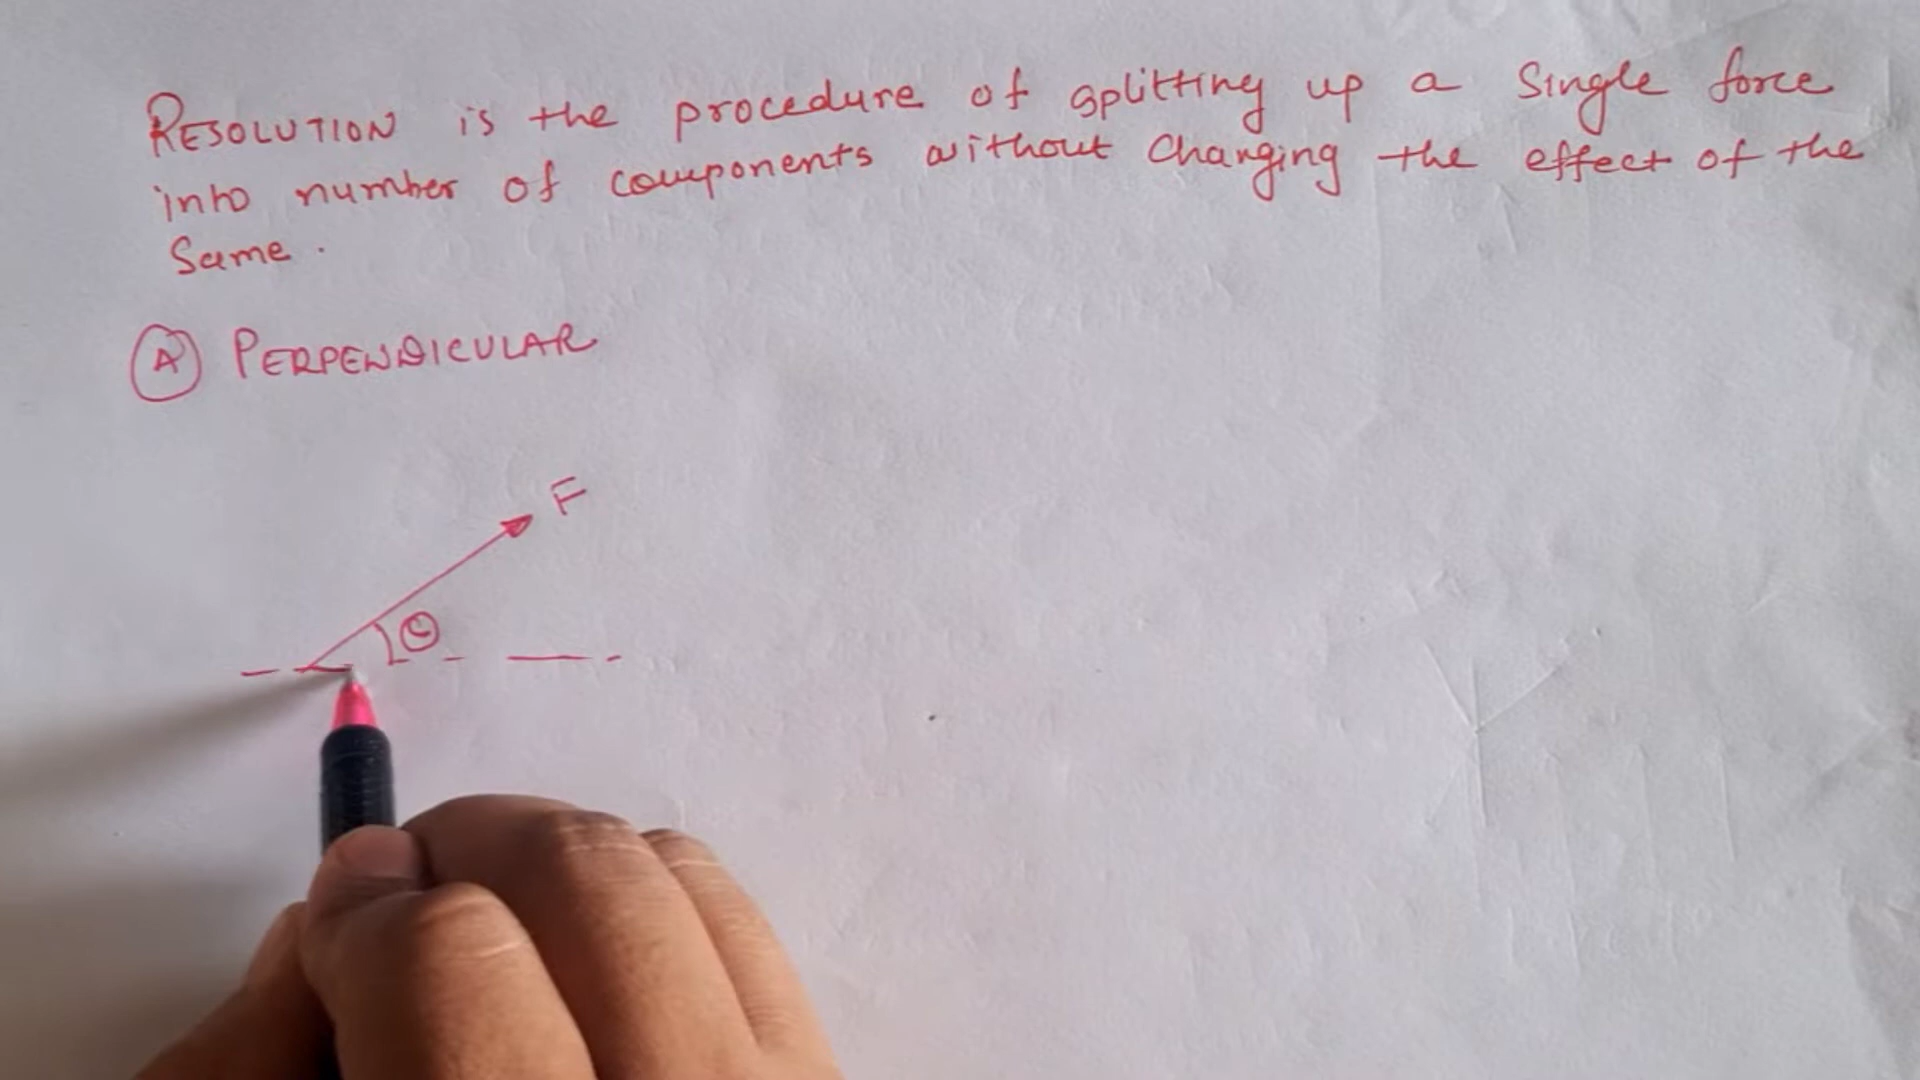 RESOLUTION is the procedure of splitting up a single force
into number of components without changing the effect of the
Same.
A PERPENDICULAR
F
Θ